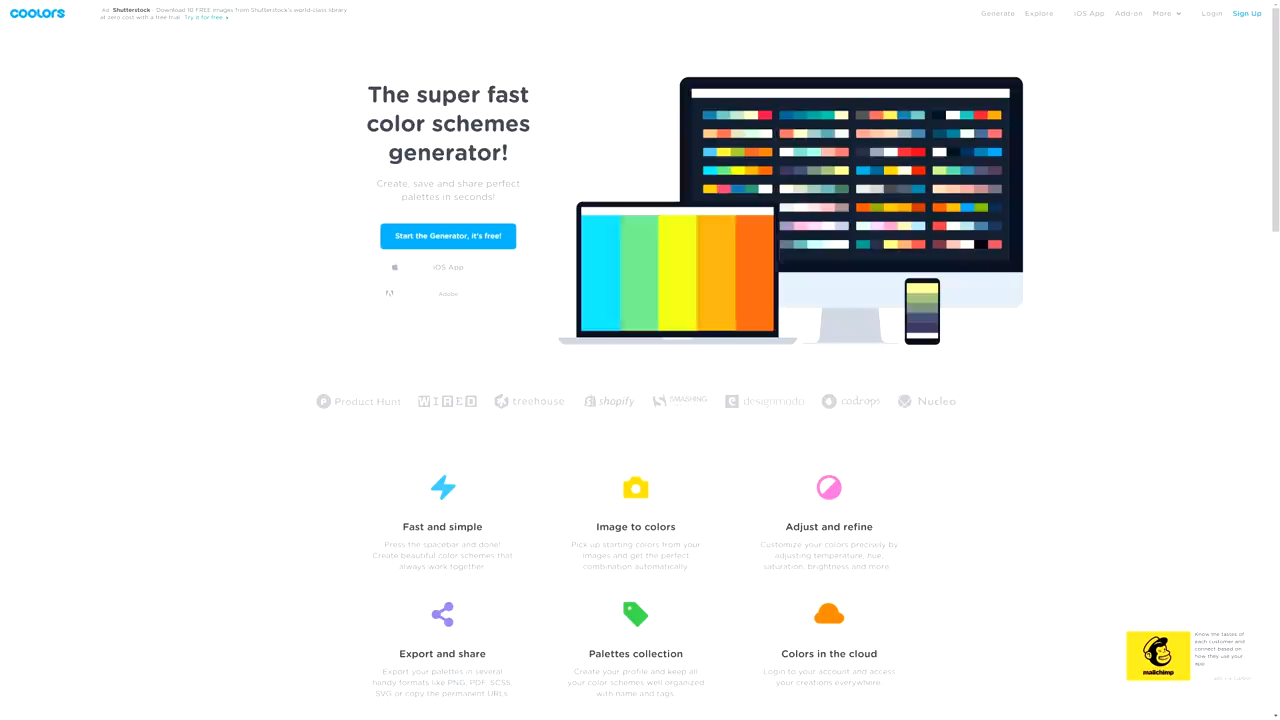 coolors
Ad Shutterstock - Download 10 FREE images from Shutterstock's world-class library
at zero cost with a free trial. Try it for free
Generate Explore iOS App Add-on More Login Sign Up
The super fast
color schemes
generator!
Create, save and share perfect
palettes in seconds!
Start the Generator, it's free!
iOS App
Adobe
Product Hunt WIRED treehouse shopify SMASHING designmodo codrops Nucleo
Fast and simple
Press the spacebar and done!
Create beautiful color schemes that
always work together.
Image to colors
Pick up starting colors from your
images and get the perfect
combination automatically.
Adjust and refine
Customize your colors precisely by
adjusting temperature, hue,
saturation, brightness and more.
Export and share
Export your palettes in several
handy formats like PNG, PDF, SCSS,
SVG or copy the permanent URLs.
Palettes collection
Create your profile and keep all
your color schemes well organized
with name and tags.
Colors in the cloud
Login to your account and access
your creations everywhere.
mailchimp
Know the tastes of
each customer and
connect based on
how they use your
app.